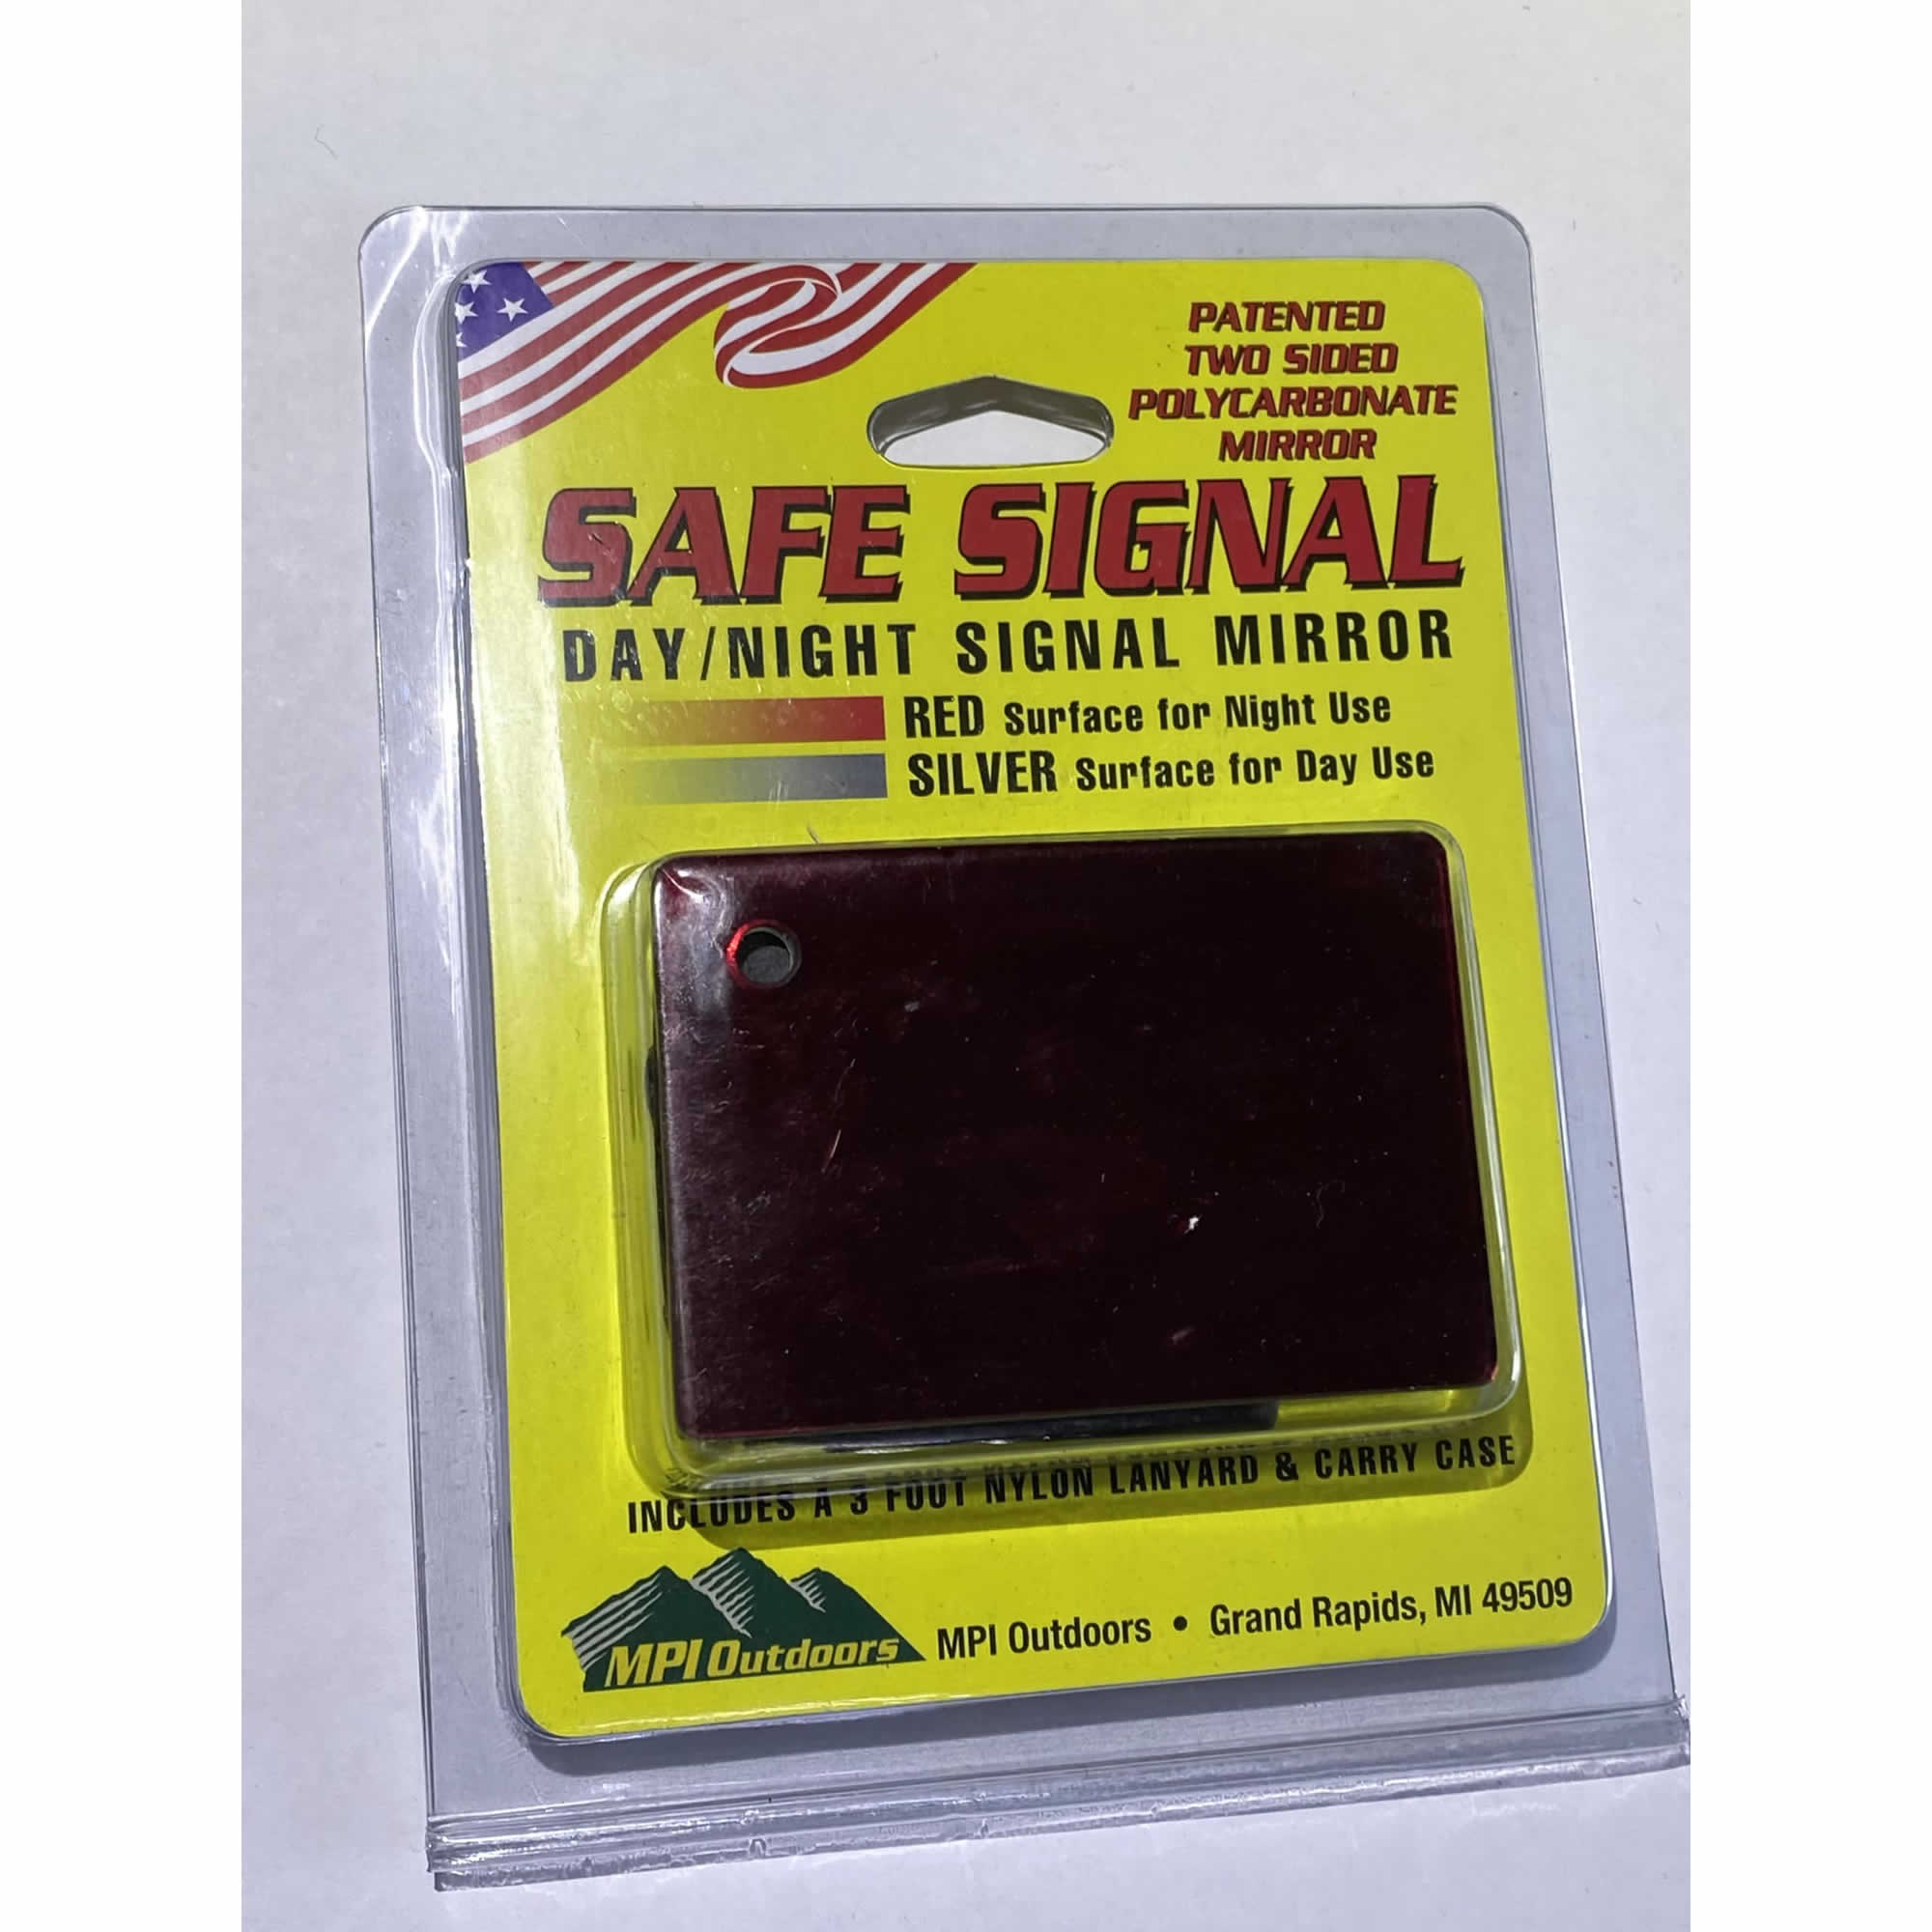 PATENTED
TWO SIDED
POLYCARBONATE
MIRROR
SAFE SIGNAL
DAY/NIGHT SIGNAL MIRROR
RED Surface for Night Use
SILVER Surface for Day Use
INCLUDES A 3 FOOT NYLON LANYARD & CARRY CASE
MPI Outdoors
MPI Outdoors • Grand Rapids, MI 49509